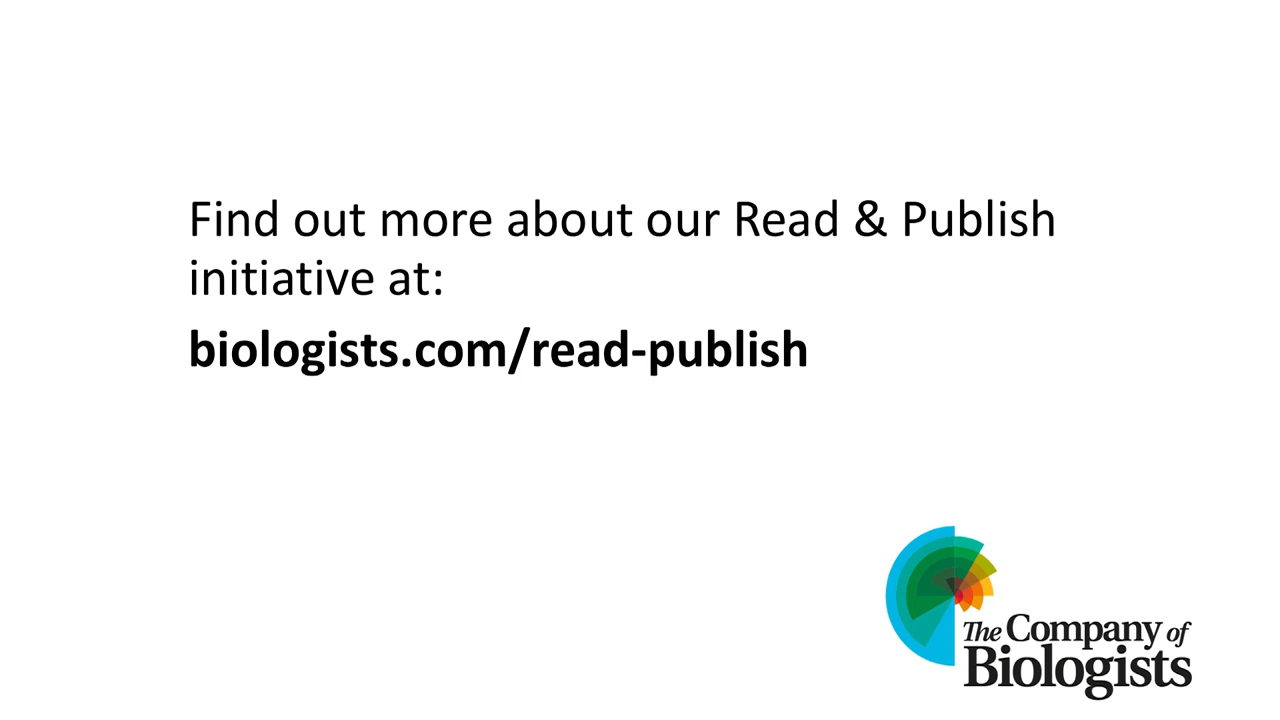 Find out more about our Read & Publish
initiative at:
biologists.com/read-publish
The Company of
Biologists